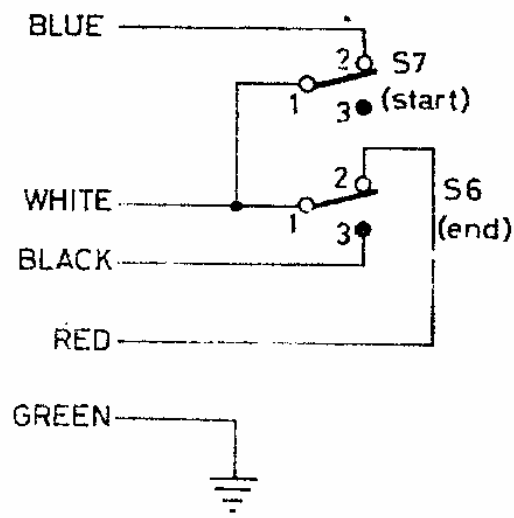 BLUE
2 S7
1 3 (start)
WHITE
2 S6
1 3 (end)
BLACK
RED
GREEN